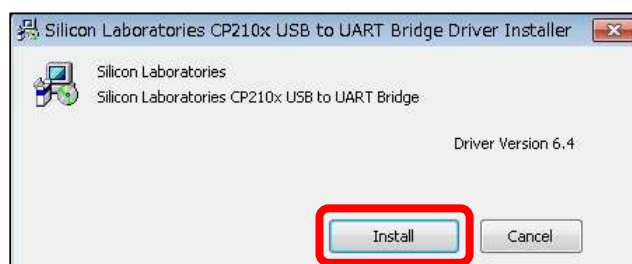 Silicon Laboratories CP210x USB to UART Bridge Driver Installer
Silicon Laboratories
Silicon Laboratories CP210x USB to UART Bridge
Driver Version 6.4
Install Cancel